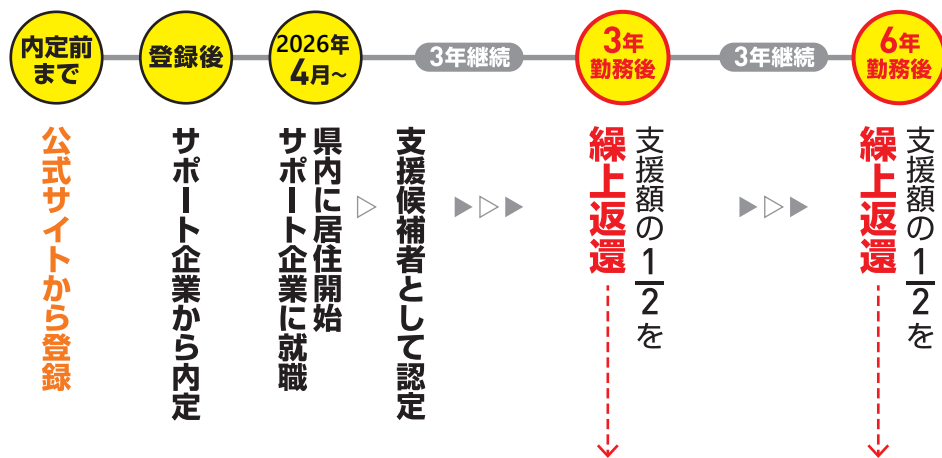 内定前
まで
登録後
2026年
4月～
3年継続
3年
勤務後
3年継続
6年
勤務後
公式サイトから登録
サポート企業から内定
県内に居住開始
サポート企業に就職
支援候補者として認定
支援額の1/2を
繰上返還
支援額の1/2を
繰上返還